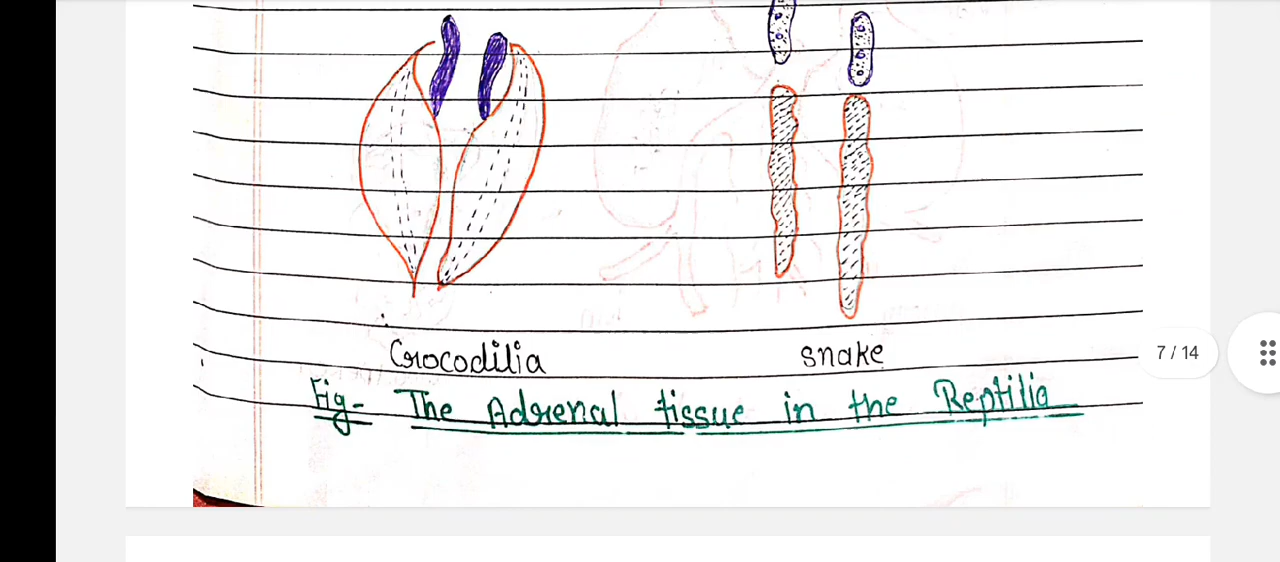 Crocodilia
snake
7 / 14
Fig- The Adrenal tissue in the Reptilia